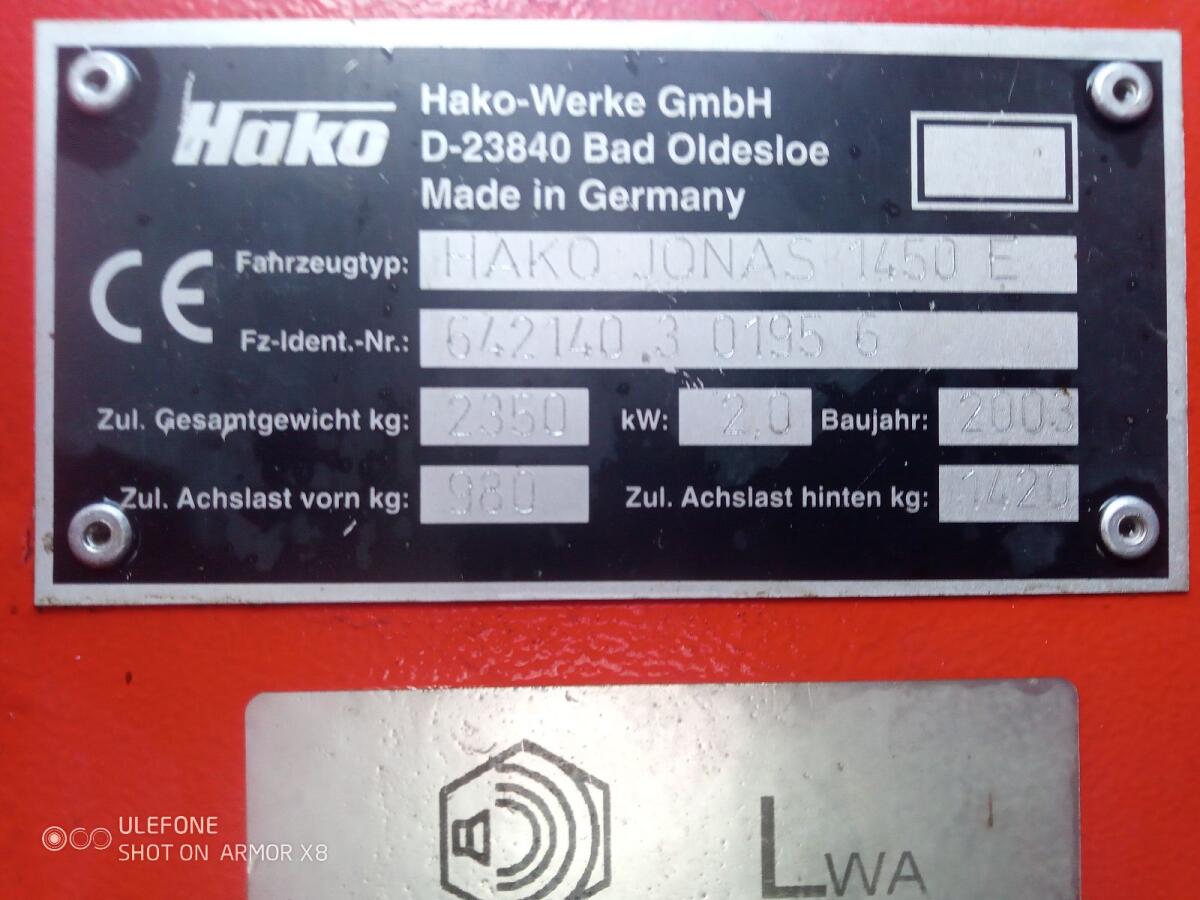 Hako
Hako-Werke GmbH
D-23840 Bad Oldesloe
Made in Germany
CE
Fahrzeugtyp: HAKO JONAS 1450 E
Fz-Ident.-Nr.: 642140 3 0195 6
Zul. Gesamtgewicht kg: 2350 kW: 2,0 Baujahr: 2003
Zul. Achslast vorn kg: 980 Zul. Achslast hinten kg: 1420
LWA
ULEFONE
SHOT ON ARMOR X8